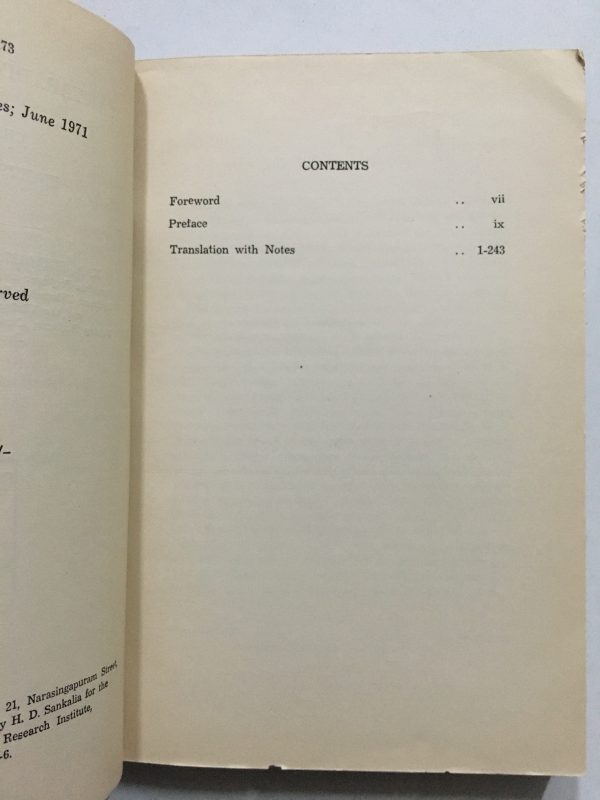 73
es; June 1971
rved
/-
21, Narasingapuram Street,
y H. D. Sankalia for the
Research Institute,
-6.
CONTENTS
Foreword .. vii
Preface .. ix
Translation with Notes .. 1-243